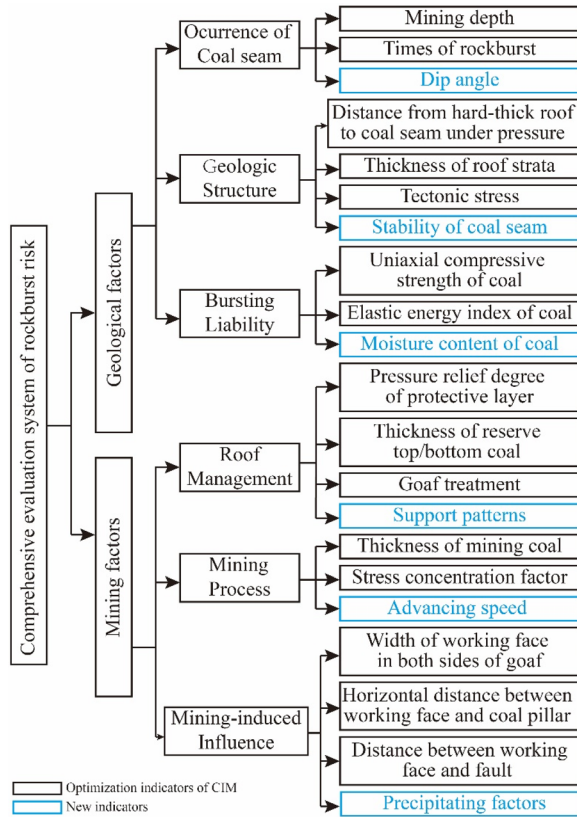 Comprehensive evaluation system of rockburst risk
Geological factors
Mining factors
Ocurrence of
Coal seam
Geologic
Structure
Bursting
Liability
Roof
Management
Mining
Process
Mining-induced
Influence
Mining depth
Times of rockburst
Dip angle
Distance from hard-thick roof
to coal seam under pressure
Thickness of roof strata
Tectonic stress
Stability of coal seam
Uniaxial compressive
strength of coal
Elastic energy index of coal
Moisture content of coal
Pressure relief degree
of protective layer
Thickness of reserve
top/bottom coal
Goaf treatment
Support patterns
Thickness of mining coal
Stress concentration factor
Advancing speed
Width of working face
in both sides of goaf
Horizontal distance between
working face and coal pillar
Distance between working
face and fault
Precipitating factors
Optimization indicators of CIM
New indicators